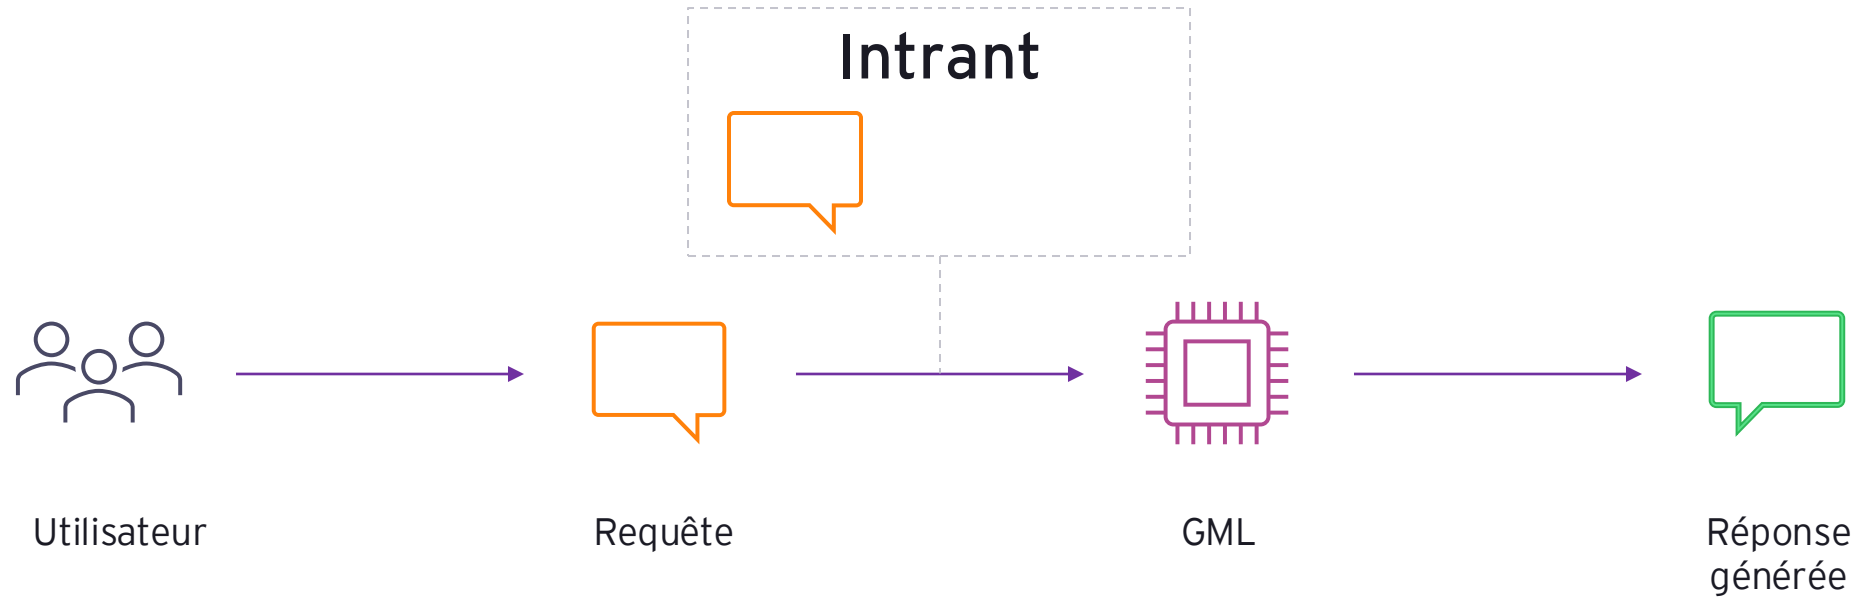 Intrant
Utilisateur
Requête
GML
Réponse
générée